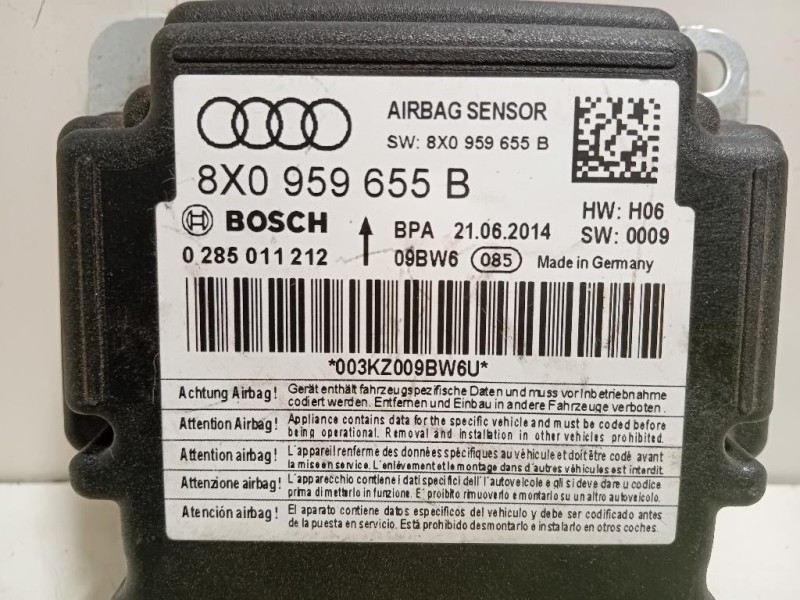 AIRBAG SENSOR
SW: 8X0 959 655 B
8X0 959 655 B
HW: H06
BOSCH
BPA 21.06.2014
SW: 0009
0 285 011 212
09BW6 085 Made in Germany
*003KZ009BW6U*
Achtung Airbag! Gerät enthält fahrzeugspezifische Daten und muss vor Inbetriebnahme
codiert werden. Entfernen und Einbau in andere Fahrzeuge verboten.
Attention Airbag! Appliance contains data for the specific vehicle and must be coded before
being operational. Removal and installation in other vehicles prohibited.
Attention airbag! L'appareil renferme des données spécifiques au véhicule et doit être codé avant
la mise en service. L'enlèvement et le montage dans d'autres véhicules est interdit.
Attenzione airbag! L'apparecchio contiene i dati specifici dell'autoveicole e gli si deve dare u codice
prima di metterlo in funzione. E' proibito rimuoverlo e montarlo su un altro autoveicolo.
Atención airbag! El aparato contiene datos específicos del vehículo y debe ser codificado antes
de la puesta en servicio. Está prohibido desmontarlo e instalarlo en otros coches.